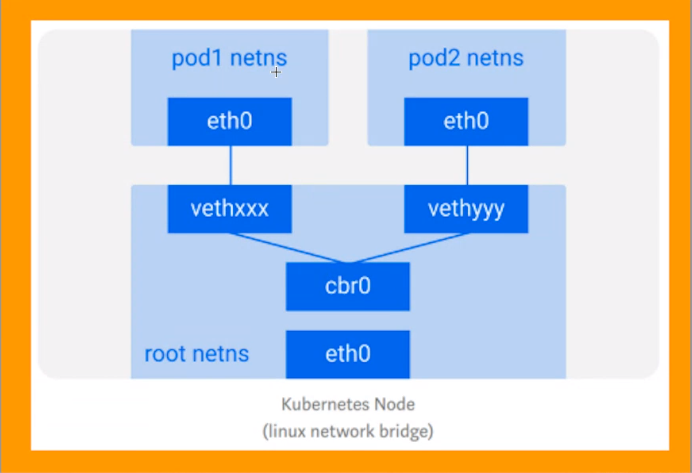 pod1 netns
pod2 netns
eth0
eth0
vethxxx
vethyyy
cbr0
root netns
eth0
Kubernetes Node
(linux network bridge)